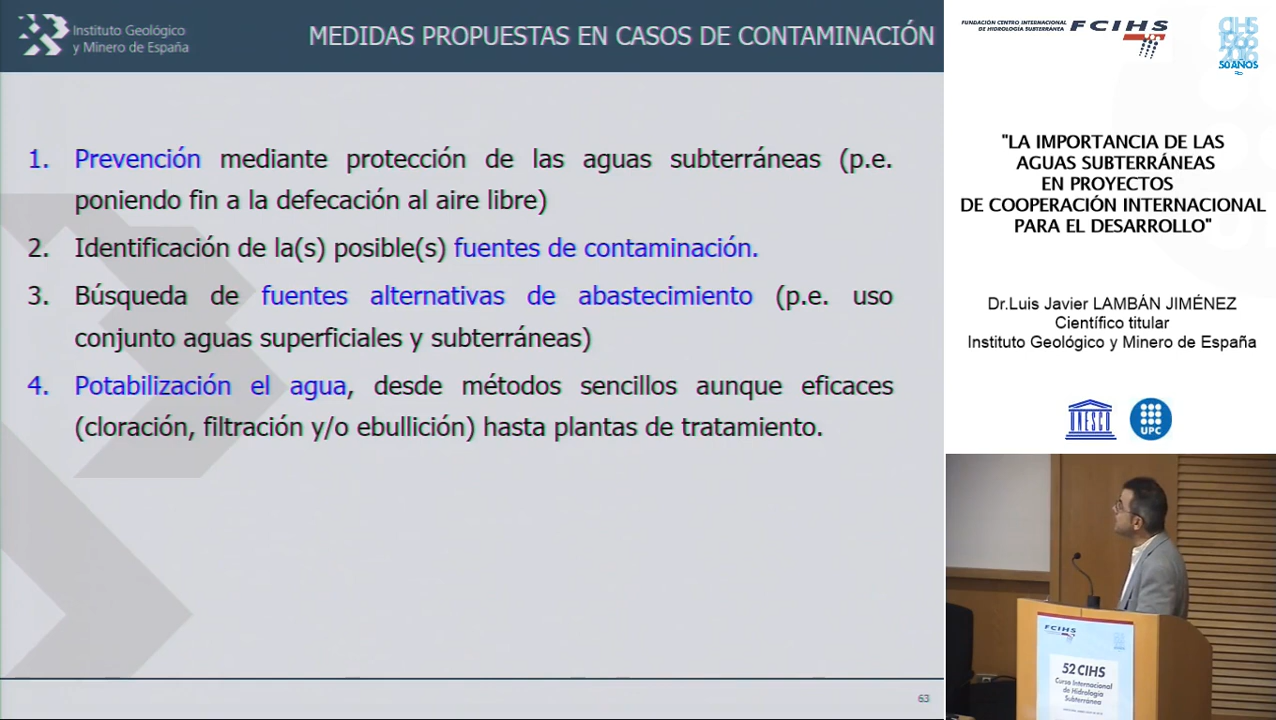 Instituto Geológico
y Minero de España
MEDIDAS PROPUESTAS EN CASOS DE CONTAMINACIÓN
1. Prevención mediante protección de las aguas subterráneas (p.e.
poniendo fin a la defecación al aire libre)
2. Identificación de la(s) posible(s) fuentes de contaminación.
3. Búsqueda de fuentes alternativas de abastecimiento (p.e. uso
conjunto aguas superficiales y subterráneas)
4. Potabilización el agua, desde métodos sencillos aunque eficaces
(cloración, filtración y/o ebullición) hasta plantas de tratamiento.
63
FUNDACIÓN CENTRO INTERNACIONAL
DE HIDROLOGÍA SUBTERRÁNEA
FCIHS
CIHS
1966
2016
50 AÑOS
"LA IMPORTANCIA DE LAS
AGUAS SUBTERRÁNEAS
EN PROYECTOS
DE COOPERACIÓN INTERNACIONAL
PARA EL DESARROLLO"
Dr.Luis Javier LAMBÁN JIMÉNEZ
Científico titular
Instituto Geológico y Minero de España
UNESCO
UPC
FCIHS
52 CIHS
Curso Internacional
de Hidrología
Subterránea